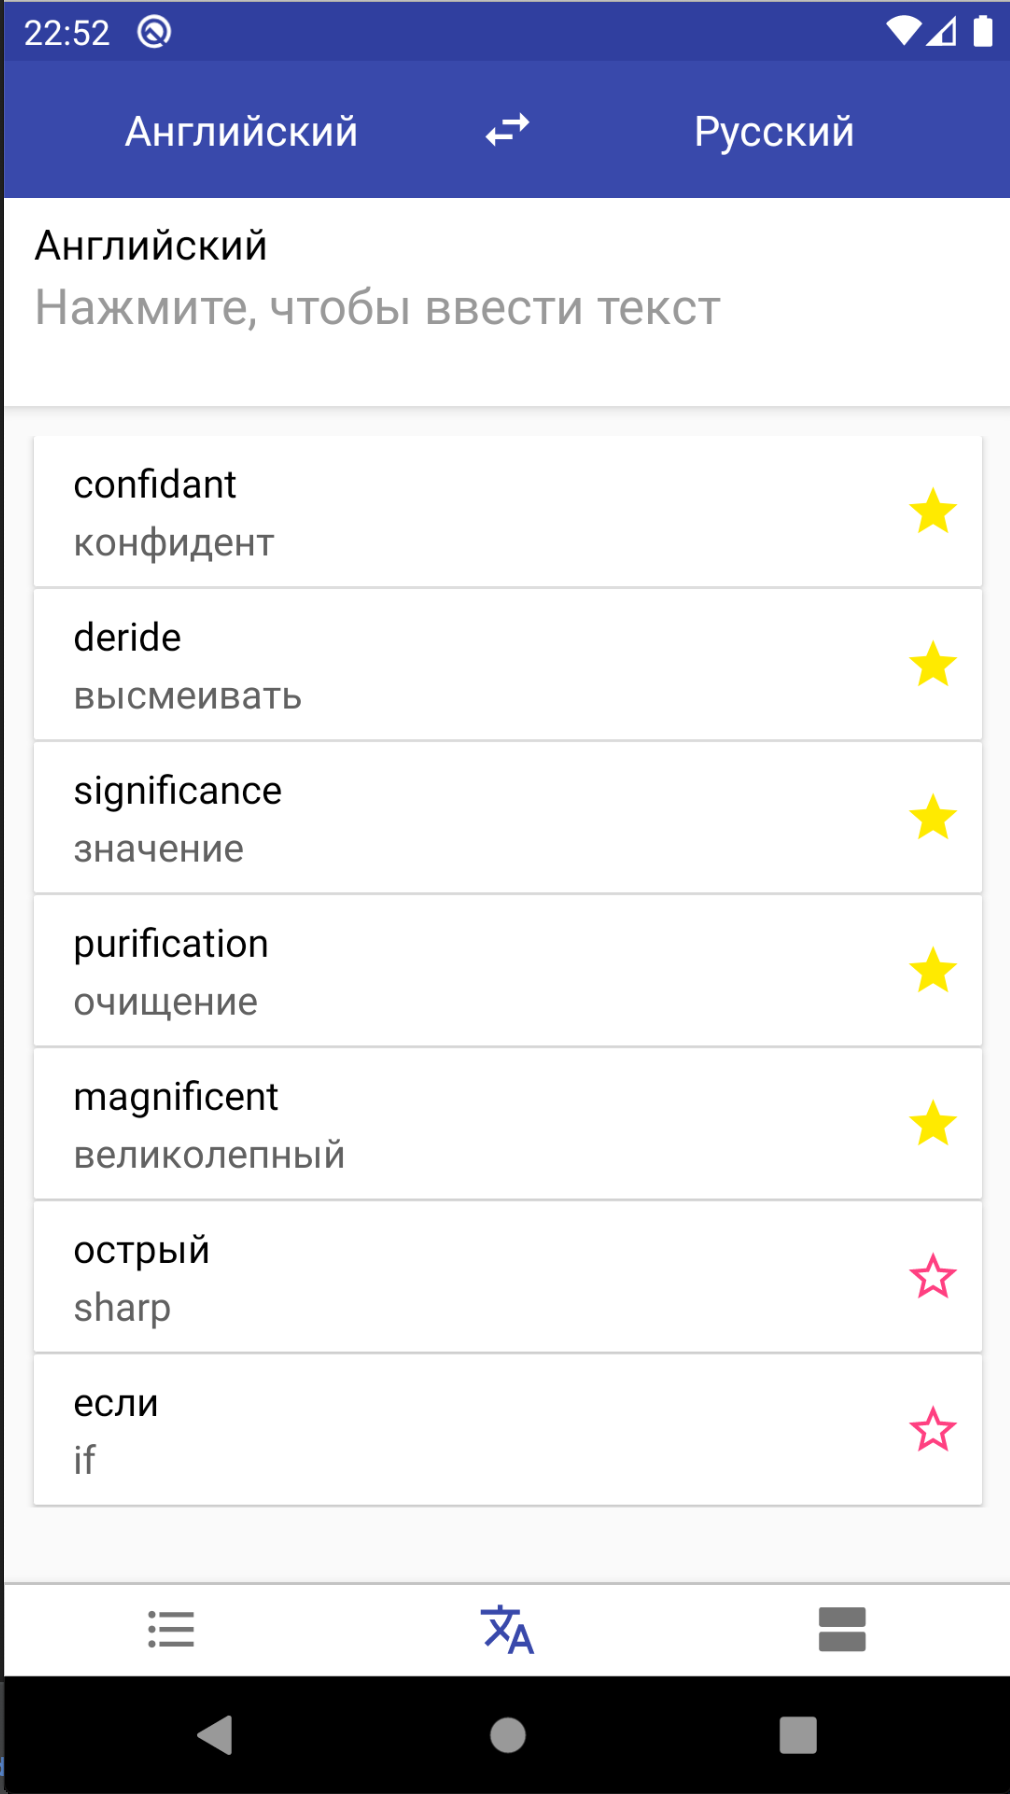 22:52
Английский
Русский
Английский
Нажмите, чтобы ввести текст
confidant
конфидент
deride
высмеивать
significance
значение
purification
очищение
magnificent
великолепный
острый
sharp
если
if